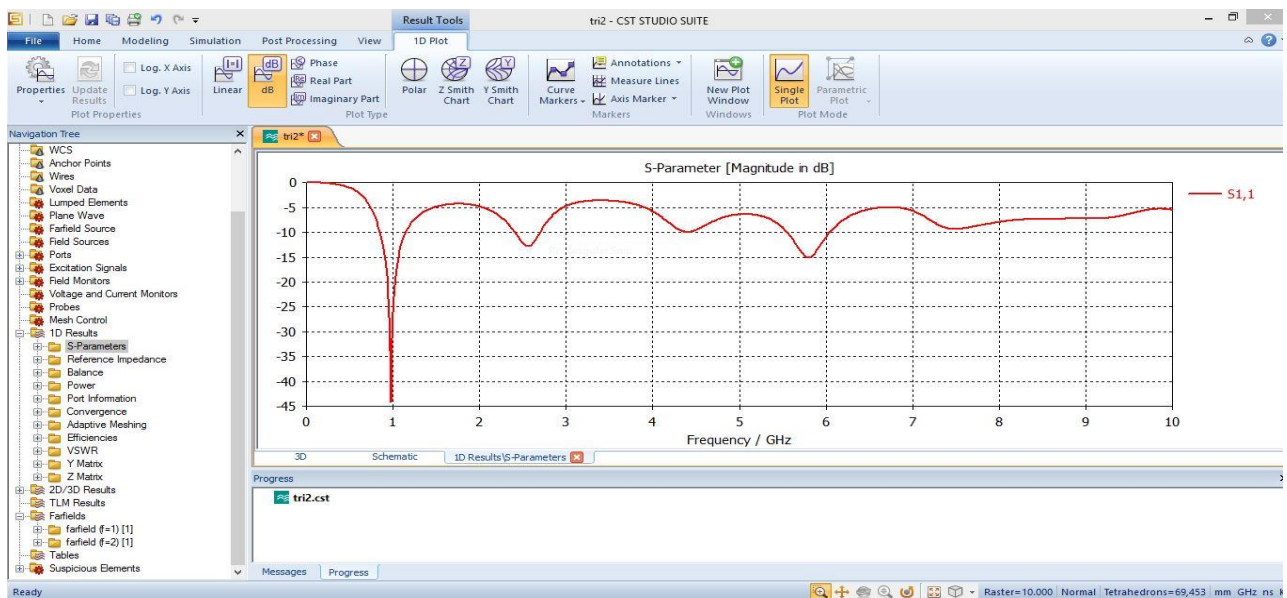 Result Tools
tri2 - CST STUDIO SUITE
File Home Modeling Simulation Post Processing View 1D Plot
Properties
Update Results
Log. X Axis
Log. Y Axis
Plot Properties
Linear
dB
Phase
Real Part
Imaginary Part
Polar
Z Smith Chart
Y Smith Chart
Plot Type
Curve Markers
Annotations
Measure Lines
Axis Marker
Markers
New Plot Window
Windows
Single Plot
Parametric Plot
Plot Mode
Navigation Tree
WCS
Anchor Points
Wires
Voxel Data
Lumped Elements
Plane Wave
Farfield Source
Field Sources
Ports
Excitation Signals
Field Monitors
Voltage and Current Monitors
Probes
Mesh Control
1D Results
S-Parameters
Reference Impedance
Balance
Power
Port Information
Convergence
Adaptive Meshing
Efficiencies
VSWR
Y Matrix
Z Matrix
2D/3D Results
TLM Results
Farfields
farfield (f=1) [1]
farfield (f=2) [1]
Tables
Suspicious Elements
tri2*
S-Parameter [Magnitude in dB]
0
-5
-10
-15
-20
-25
-30
-35
-40
-45
0 1 2 3 4 5 6 7 8 9 10
Frequency / GHz
S1,1
3D Schematic 1D Results\S-Parameters
Progress
tri2.cst
Messages Progress
Ready
Raster=10.000 Normal Tetrahedrons=69,453 mm GHz ns